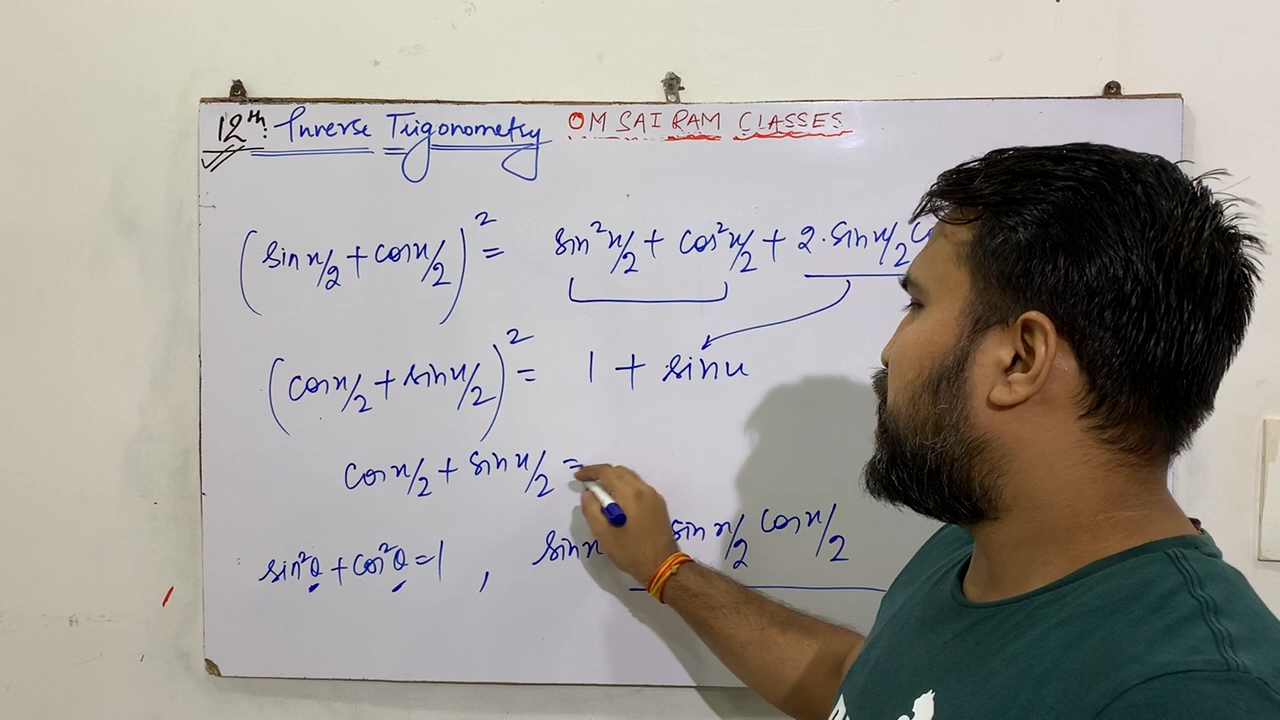 12th: Inverse Trigonometry OM SAI RAM CLASSES
(sin x/2 + cos x/2)² = sin² x/2 + cos² x/2 + 2 · sin x/2
(cos x/2 + sin x/2)² = 1 + sin x
cos x/2 + sin x/2 =
sin²θ + cos²θ = 1 , sin x sin x/2 cos x/2